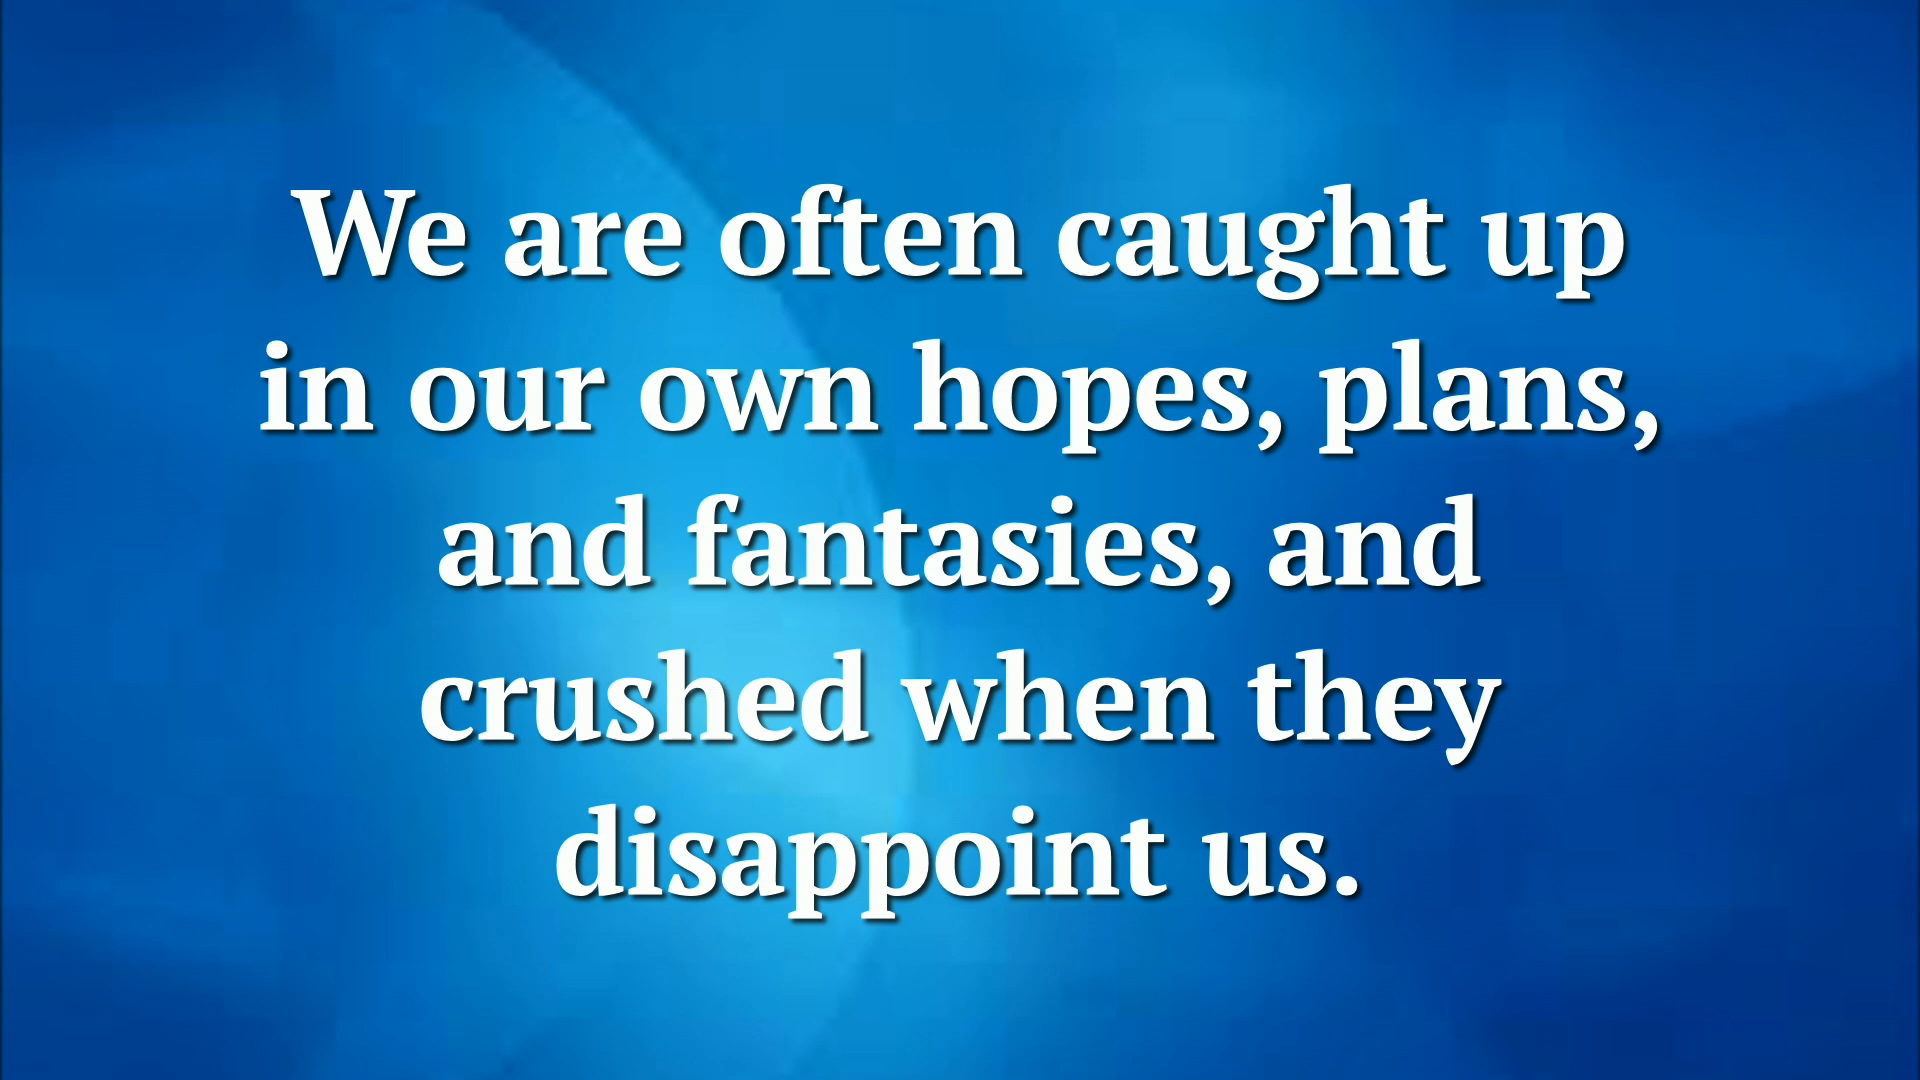 We are often caught up
in our own hopes, plans,
and fantasies, and
crushed when they
disappoint us.